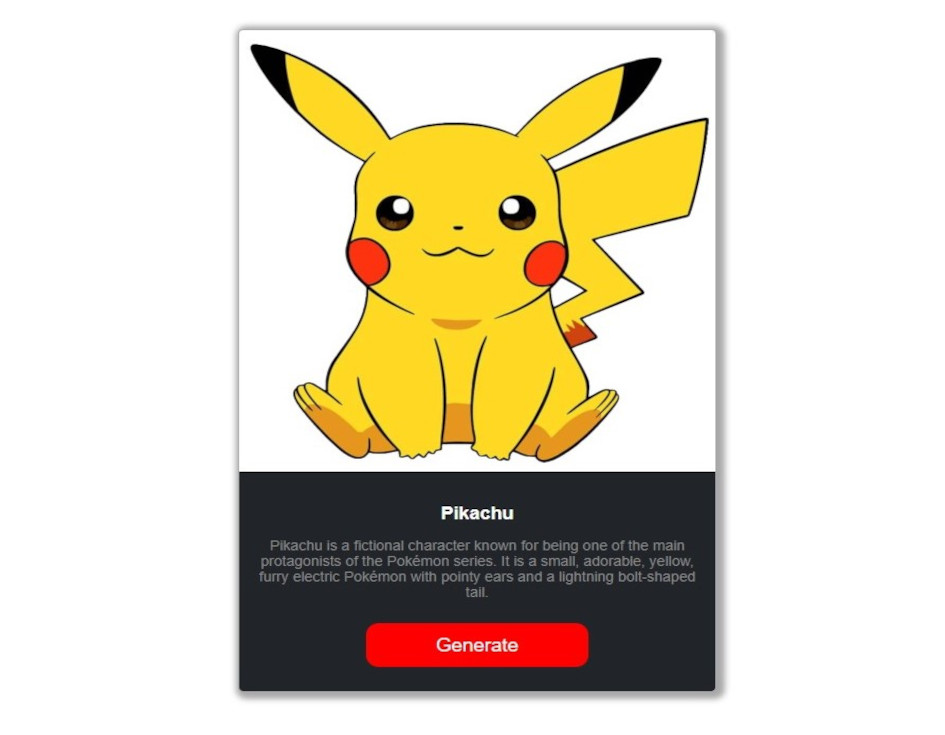 Pikachu
Pikachu is a fictional character known for being one of the main
protagonists of the Pokémon series. It is a small, adorable, yellow,
furry electric Pokémon with pointy ears and a lightning bolt-shaped
tail.
Generate